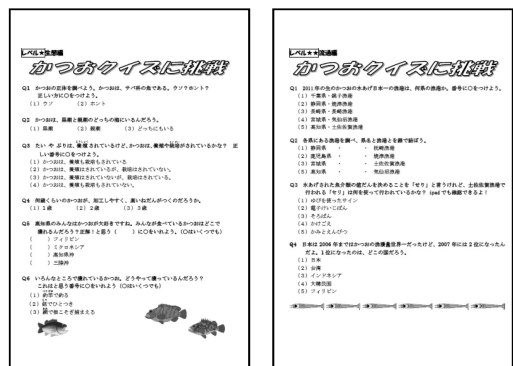 レベル★生態編
かつおクイズに挑戦
Q1 かつおの正体を調べよう。かつおは、サバ科の魚である。ウソ?ホント?
正しい方に○をつけよう。
(1)ウソ (2)ホント
Q2 かつおは、黒潮と親潮のどっちの海にいるんだろう。
(1)黒潮 (2)親潮 (3)どっちにもいる
Q3 たい や ぶりは、養殖されているけど、かつおは、養殖や栽培がされているかな? 正
しい番号に○をつけよう。
(1)かつおは、養殖も栽培もされている
(2)かつおは、養殖はされているが、栽培はされていない。
(3)かつおは、養殖はされていないが、栽培されている。
(4)かつおは、養殖も栽培もされていない。
Q4 何歳くらいのかつおが、加工しやすく、高いねだんがつくのだろうか。
(1)1歳 (2)2歳 (3)3歳
Q5 高知県のみんなはかつおが大好きですね。みんなが食べているかつおはどこで
獲れるんだろう?正解!と思う( )に○をいれよう。(○はいくつでも)
( )フィリピン
( )ミクロネシア
( )高知県沖
( )三陸沖
Q6 いろんなところで獲れているかつお、どうやって獲っているんだろう?
これはと思う番号に○をいれよう(○はいくつでも)
(1)釣竿で釣る
(2)銛でひとつき
(3)網で根こそぎ捕まえる
レベル★★流通編
かつおクイズに挑戦
Q1 2011年の生のかつおの水あげ日本一の漁港は、何県の漁港か。番号に○をつけよう。
(1)千葉県・銚子漁港
(2)静岡県・焼津漁港
(3)長崎県・長崎漁港
(4)宮城県・気仙沼漁港
(5)高知県・土佐佐賀漁港
Q2 各県にある漁港を調べ、県名と漁港とを線で結ぼう。
(1)静岡県 ・ ・ 枕崎漁港
(2)鹿児島県 ・ ・ 焼津漁港
(3)宮城県 ・ ・ 土佐佐賀漁港
(5)高知県 ・ ・ 気仙沼漁港
Q3 水あげされた魚介類の値だんを決めることを「セリ」と言うけれど、土佐佐賀漁港で
行われる「セリ」は何を使って行われているかな? ipadでも確認できるよ!
(1)ゆびを使ったサイン
(2)電子けいじばん
(3)そろばん
(4)かけごえ
(5)かみとえんぴつ
Q4 日本は2006年まではかつおの漁獲量世界一だったけど、2007年には2位になったん
だよ。1位になったのは、どこの国だろう。
(1)日本
(2)台湾
(3)インドネシア
(4)大韓民国
(5)フィリピン